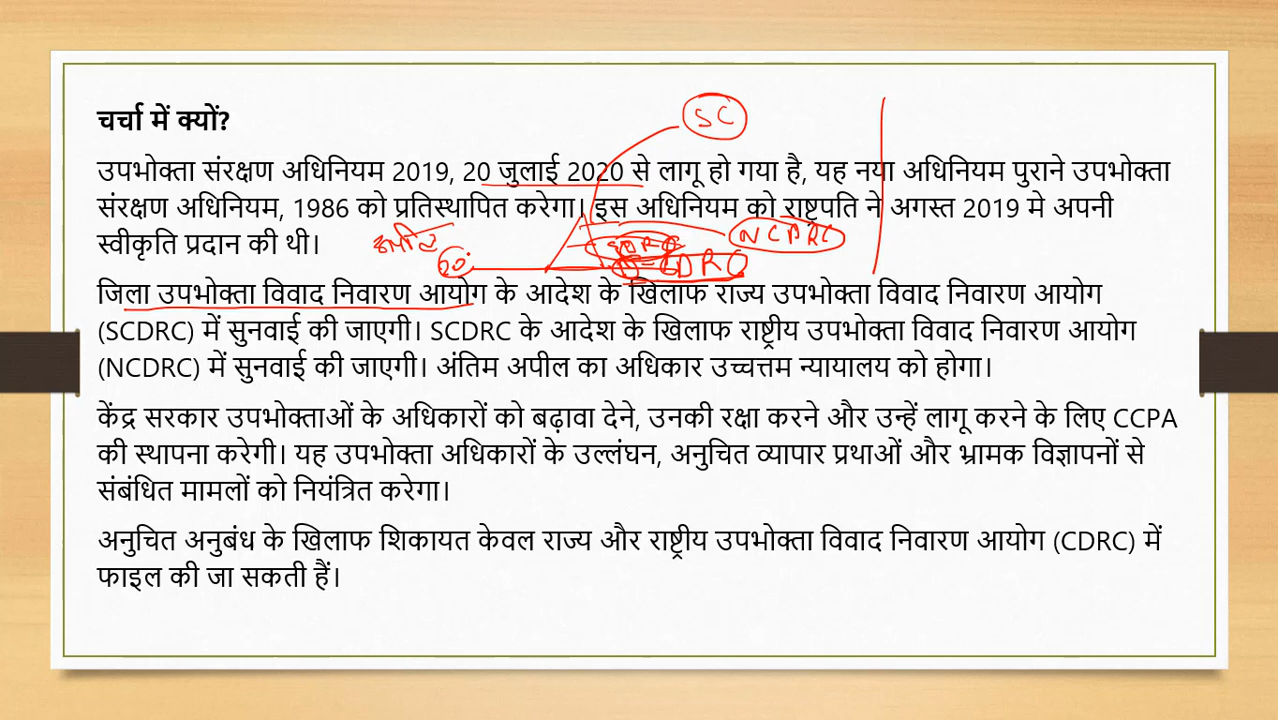 चर्चा में क्यों?
SC
उपभोक्ता संरक्षण अधिनियम 2019, 20 जुलाई 2020 से लागू हो गया है, यह नया अधिनियम पुराने उपभोक्ता
संरक्षण अधिनियम, 1986 को प्रतिस्थापित करेगा। इस अधिनियम को राष्ट्रपति ने अगस्त 2019 मे अपनी
स्वीकृति प्रदान की थी।
NCDRC
जिला उपभोक्ता विवाद निवारण आयोग के आदेश के खिलाफ राज्य उपभोक्ता विवाद निवारण आयोग
(SCDRC) में सुनवाई की जाएगी। SCDRC के आदेश के खिलाफ राष्ट्रीय उपभोक्ता विवाद निवारण आयोग
(NCDRC) में सुनवाई की जाएगी। अंतिम अपील का अधिकार उच्चत्तम न्यायालय को होगा।
केंद्र सरकार उपभोक्ताओं के अधिकारों को बढ़ावा देने, उनकी रक्षा करने और उन्हें लागू करने के लिए CCPA
की स्थापना करेगी। यह उपभोक्ता अधिकारों के उल्लंघन, अनुचित व्यापार प्रथाओं और भ्रामक विज्ञापनों से
संबंधित मामलों को नियंत्रित करेगा।
अनुचित अनुबंध के खिलाफ शिकायत केवल राज्य और राष्ट्रीय उपभोक्ता विवाद निवारण आयोग (CDRC) में
फाइल की जा सकती हैं।